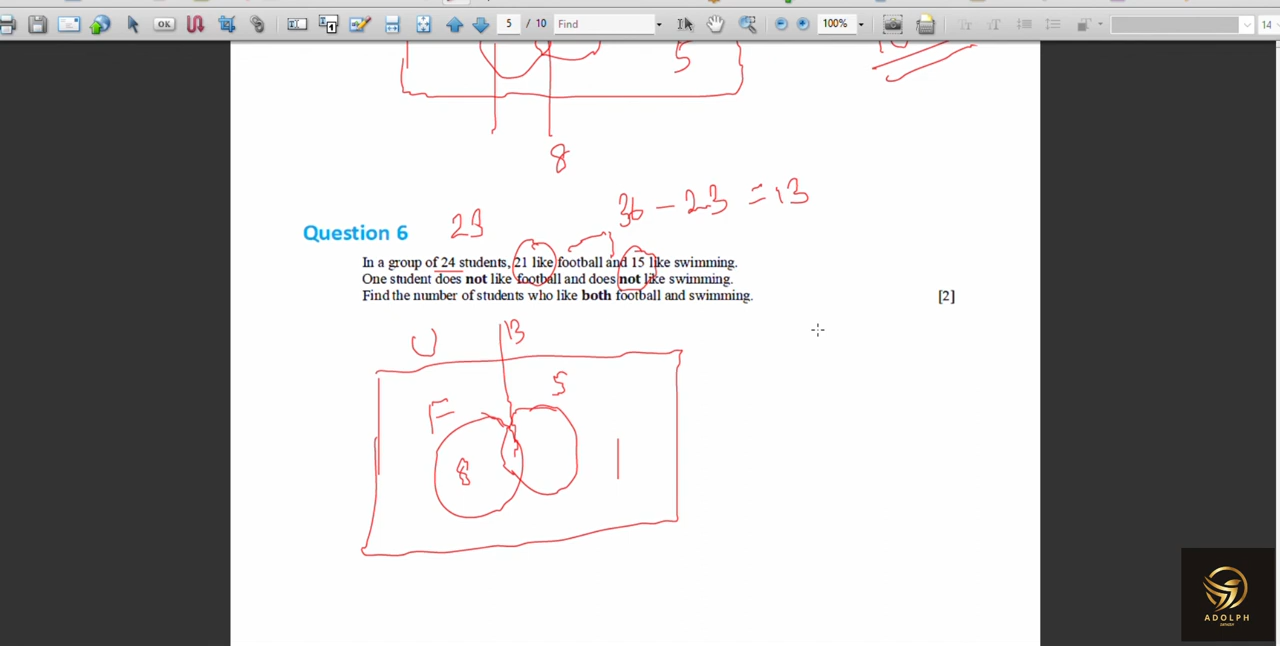 OK
5 / 10
Find
100%
14
5
8
36 - 23 = 13
Question 6
23
In a group of 24 students, 21 like football and 15 like swimming.
One student does not like football and does not like swimming.
Find the number of students who like both football and swimming.
[2]
U
13
S
F
8
1
ADOLPH